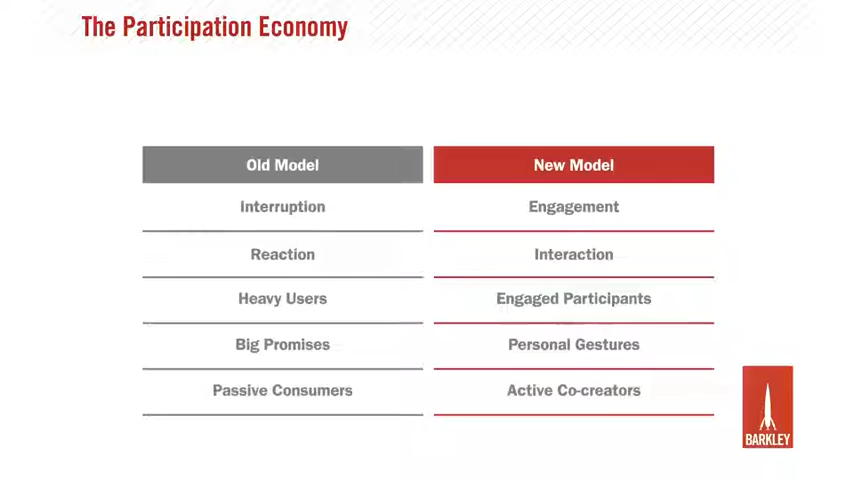 The Participation Economy
Old Model New Model
Interruption Engagement
Reaction Interaction
Heavy Users Engaged Participants
Big Promises Personal Gestures
Passive Consumers Active Co-creators
BARKLEY